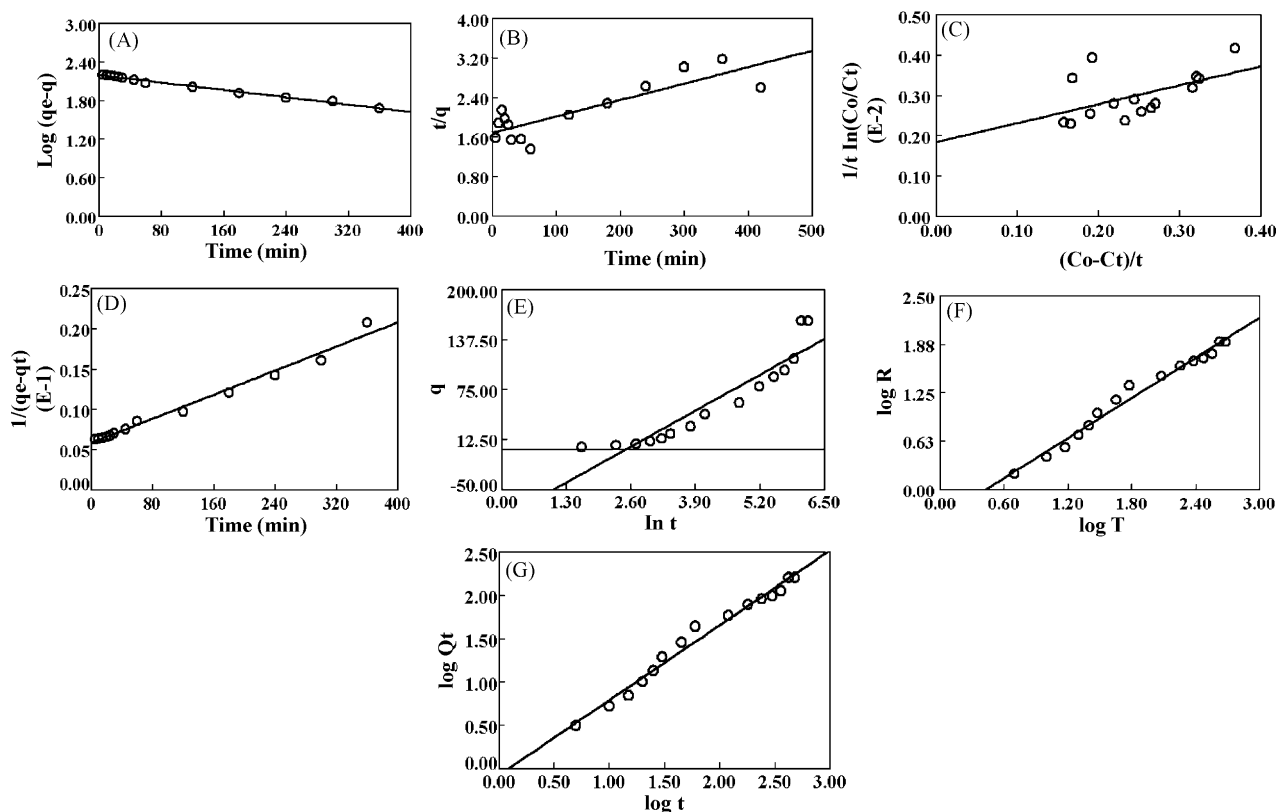 (A)
Log (qe-q)
3.00
2.40
1.80
1.20
0.60
0.00
0 80 160 240 320 400
Time (min)
(B)
t/q
4.00
3.20
2.40
1.60
0.80
0.00
0 100 200 300 400 500
Time (min)
(C)
1/t In(Co/Ct)
(E-2)
0.50
0.40
0.30
0.20
0.10
0.00
0.00 0.10 0.20 0.30 0.40
(Co-Ct)/t
(D)
1/(qe-qt)
(E-1)
0.25
0.20
0.15
0.10
0.05
0.00
0 80 160 240 320 400
Time (min)
(E)
q
200.00
137.50
75.00
12.50
-50.00
0.00 1.30 2.60 3.90 5.20 6.50
In t
(F)
log R
2.50
1.88
1.25
0.63
0.00
0.00 0.60 1.20 1.80 2.40 3.00
log T
(G)
log Qt
2.50
2.00
1.50
1.00
0.50
0.00
0.00 0.50 1.00 1.50 2.00 2.50 3.00
log t